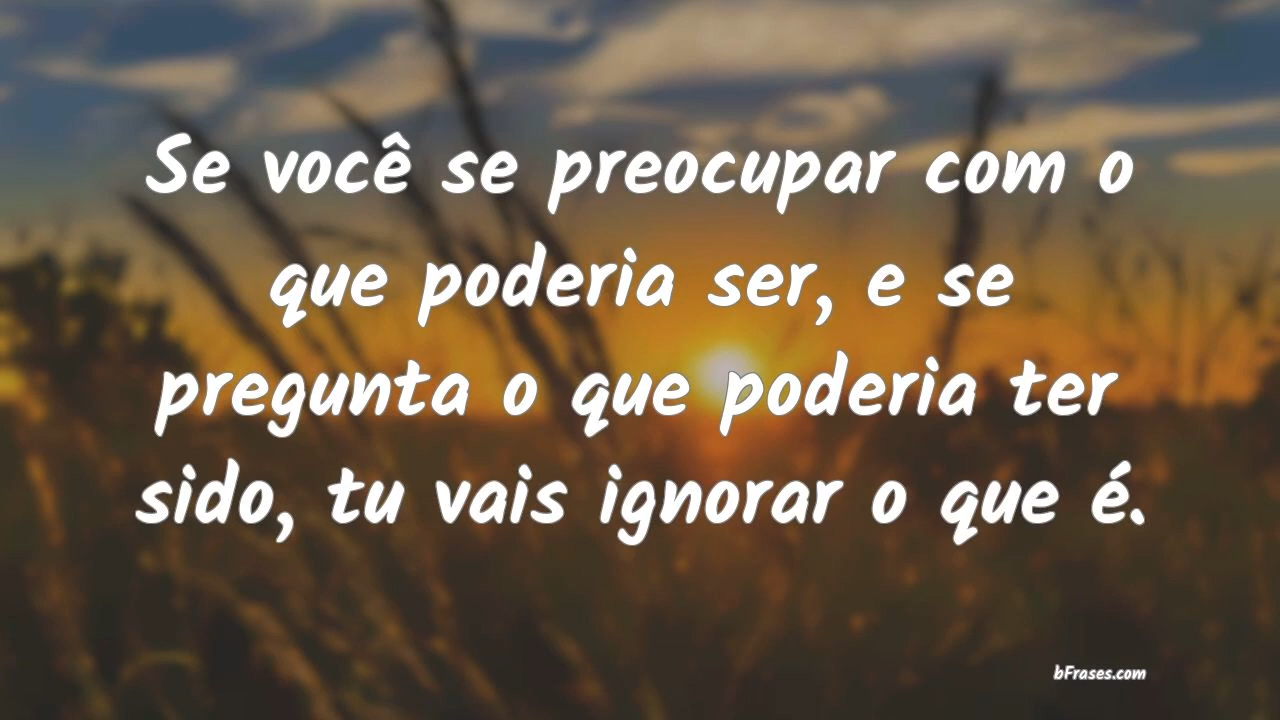 Se você se preocupar com o
que poderia ser, e se
pregunta o que poderia ter
sido, tu vais ignorar o que é.
bFrases.com